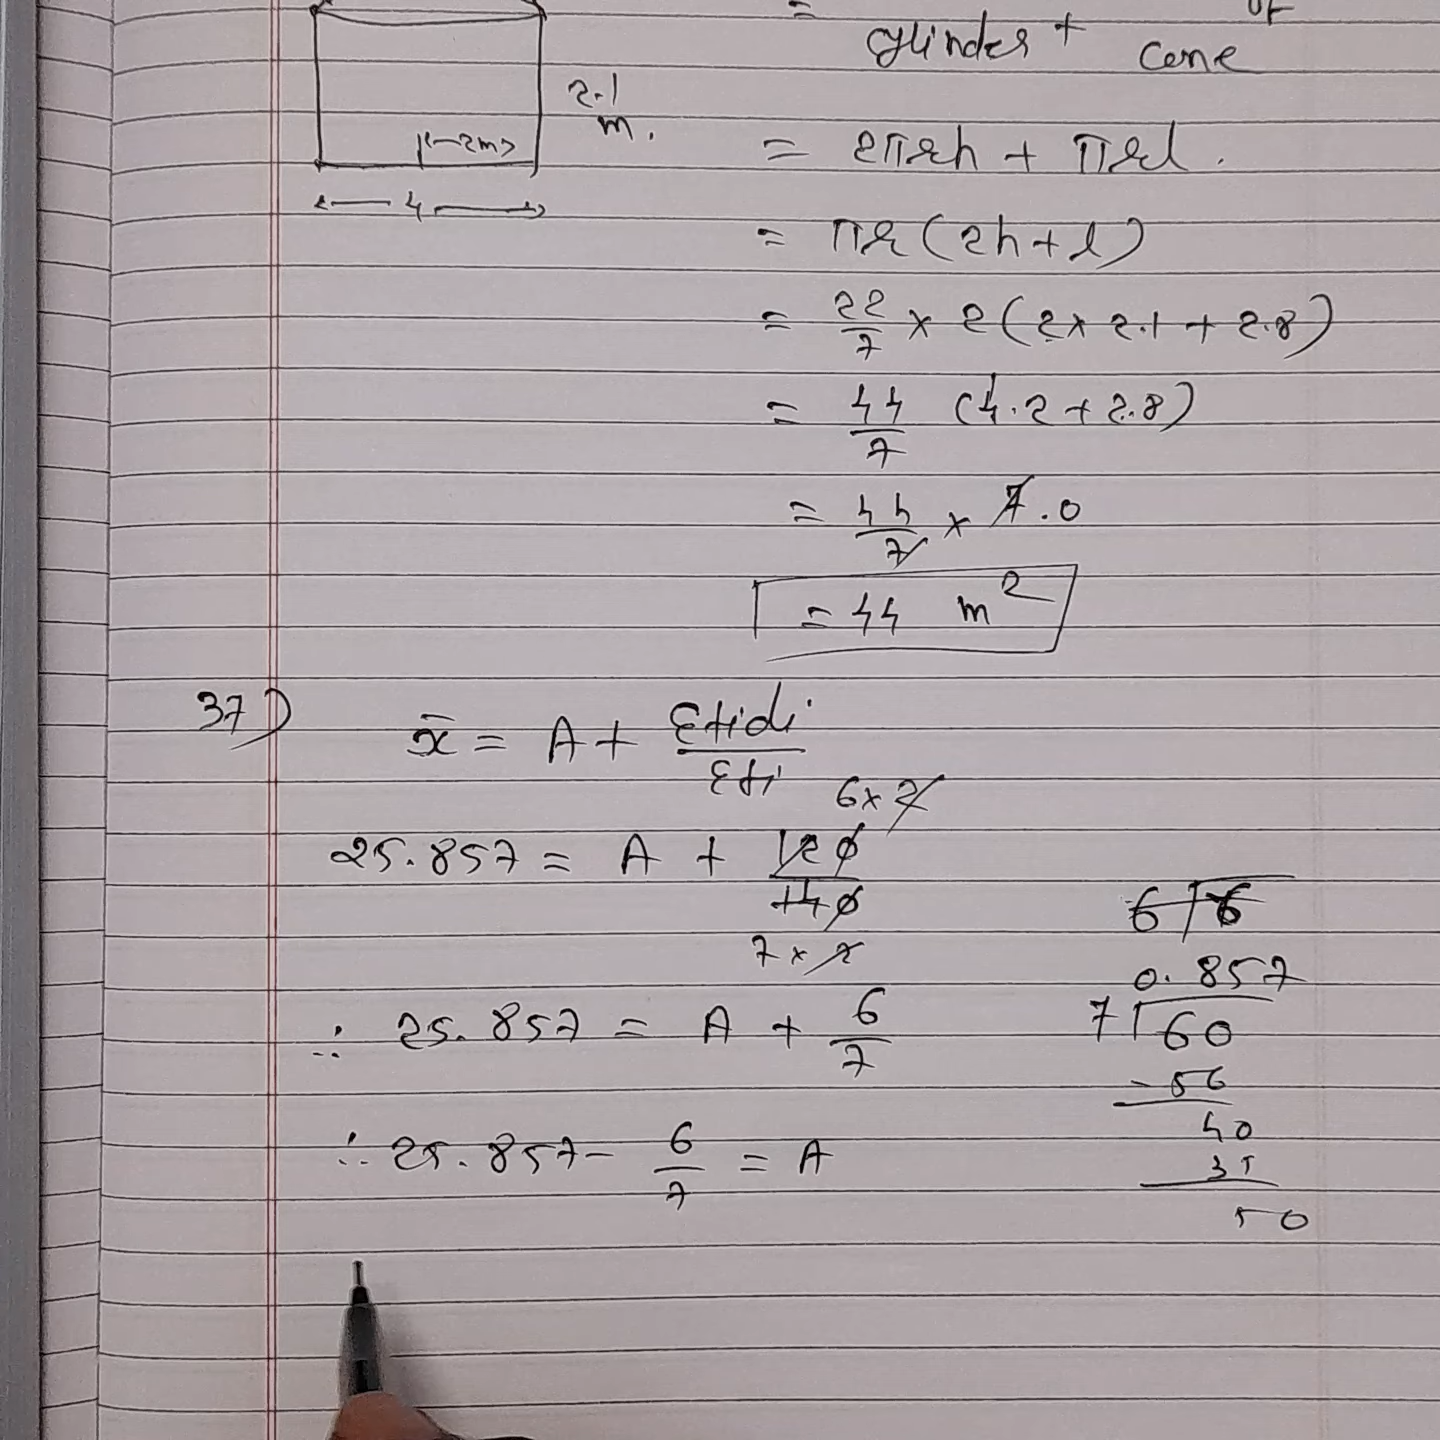 = cylinder + cone
of
2.1
m.
2m
4
= 2πrh + πrl.
= πr(2h+l)
= 22/7 × 2(2×2.1+2.8)
= 44/7 (4.2+2.8)
= 44/7 × 7.0
= 44 m²
37)
x̄ = A + Σfidi/Σfi
6×2
25.857 = A + 120/140
7×2
∴ 25.857 = A + 6/7
∴ 25.857 - 6/7 = A
6 6
0.857
7 60
- 56
40
35
50